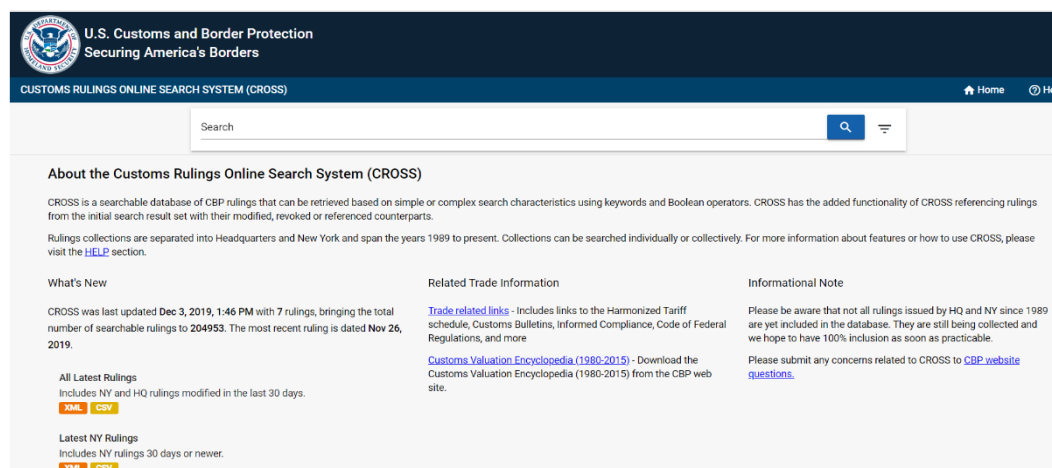 U.S. Customs and Border Protection
Securing America's Borders
CUSTOMS RULINGS ONLINE SEARCH SYSTEM (CROSS)
Home
Search
About the Customs Rulings Online Search System (CROSS)
CROSS is a searchable database of CBP rulings that can be retrieved based on simple or complex search characteristics using keywords and Boolean operators. CROSS has the added functionality of CROSS referencing rulings
from the initial search result set with their modified, revoked or referenced counterparts.
Rulings collections are separated into Headquarters and New York and span the years 1989 to present. Collections can be searched individually or collectively. For more information about features or how to use CROSS, please
visit the HELP section.
What's New
CROSS was last updated Dec 3, 2019, 1:46 PM with 7 rulings, bringing the total
number of searchable rulings to 204953. The most recent ruling is dated Nov 26,
2019.
All Latest Rulings
Includes NY and HQ rulings modified in the last 30 days.
XML CSV
Latest NY Rulings
Includes NY rulings 30 days or newer.
XML CSV
Related Trade Information
Trade related links - Includes links to the Harmonized Tariff
schedule, Customs Bulletins, Informed Compliance, Code of Federal
Regulations, and more
Customs Valuation Encyclopedia (1980-2015) - Download the
Customs Valuation Encyclopedia (1980-2015) from the CBP web
site.
Informational Note
Please be aware that not all rulings issued by HQ and NY since 1989
are yet included in the database. They are still being collected and
we hope to have 100% inclusion as soon as practicable.
Please submit any concerns related to CROSS to CBP website
questions.